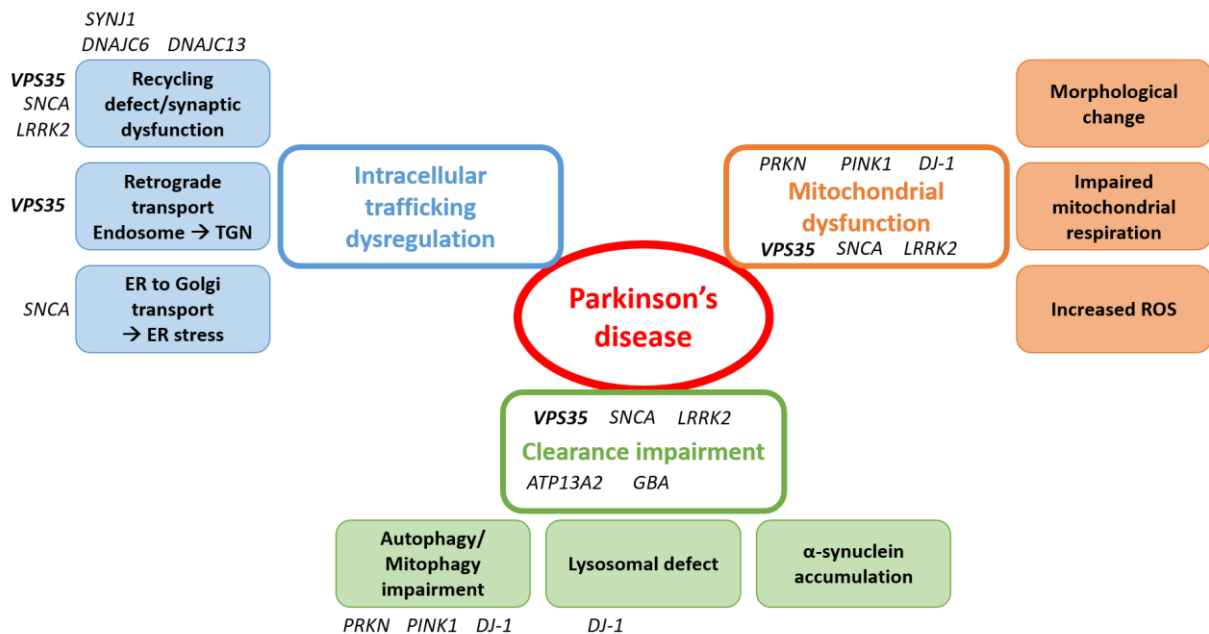 SYNJ1
DNAJC6 DNAJC13
VPS35
SNCA
LRRK2
Recycling
defect/synaptic
dysfunction
VPS35
Retrograde
transport
Endosome → TGN
SNCA
ER to Golgi
transport
→ ER stress
Intracellular
trafficking
dysregulation
PRKN PINK1 DJ-1
Mitochondrial
dysfunction
VPS35 SNCA LRRK2
Morphological
change
Impaired
mitochondrial
respiration
Increased ROS
Parkinson's
disease
VPS35 SNCA LRRK2
Clearance impairment
ATP13A2 GBA
Autophagy/
Mitophagy
impairment
Lysosomal defect
α-synuclein
accumulation
PRKN PINK1 DJ-1
DJ-1